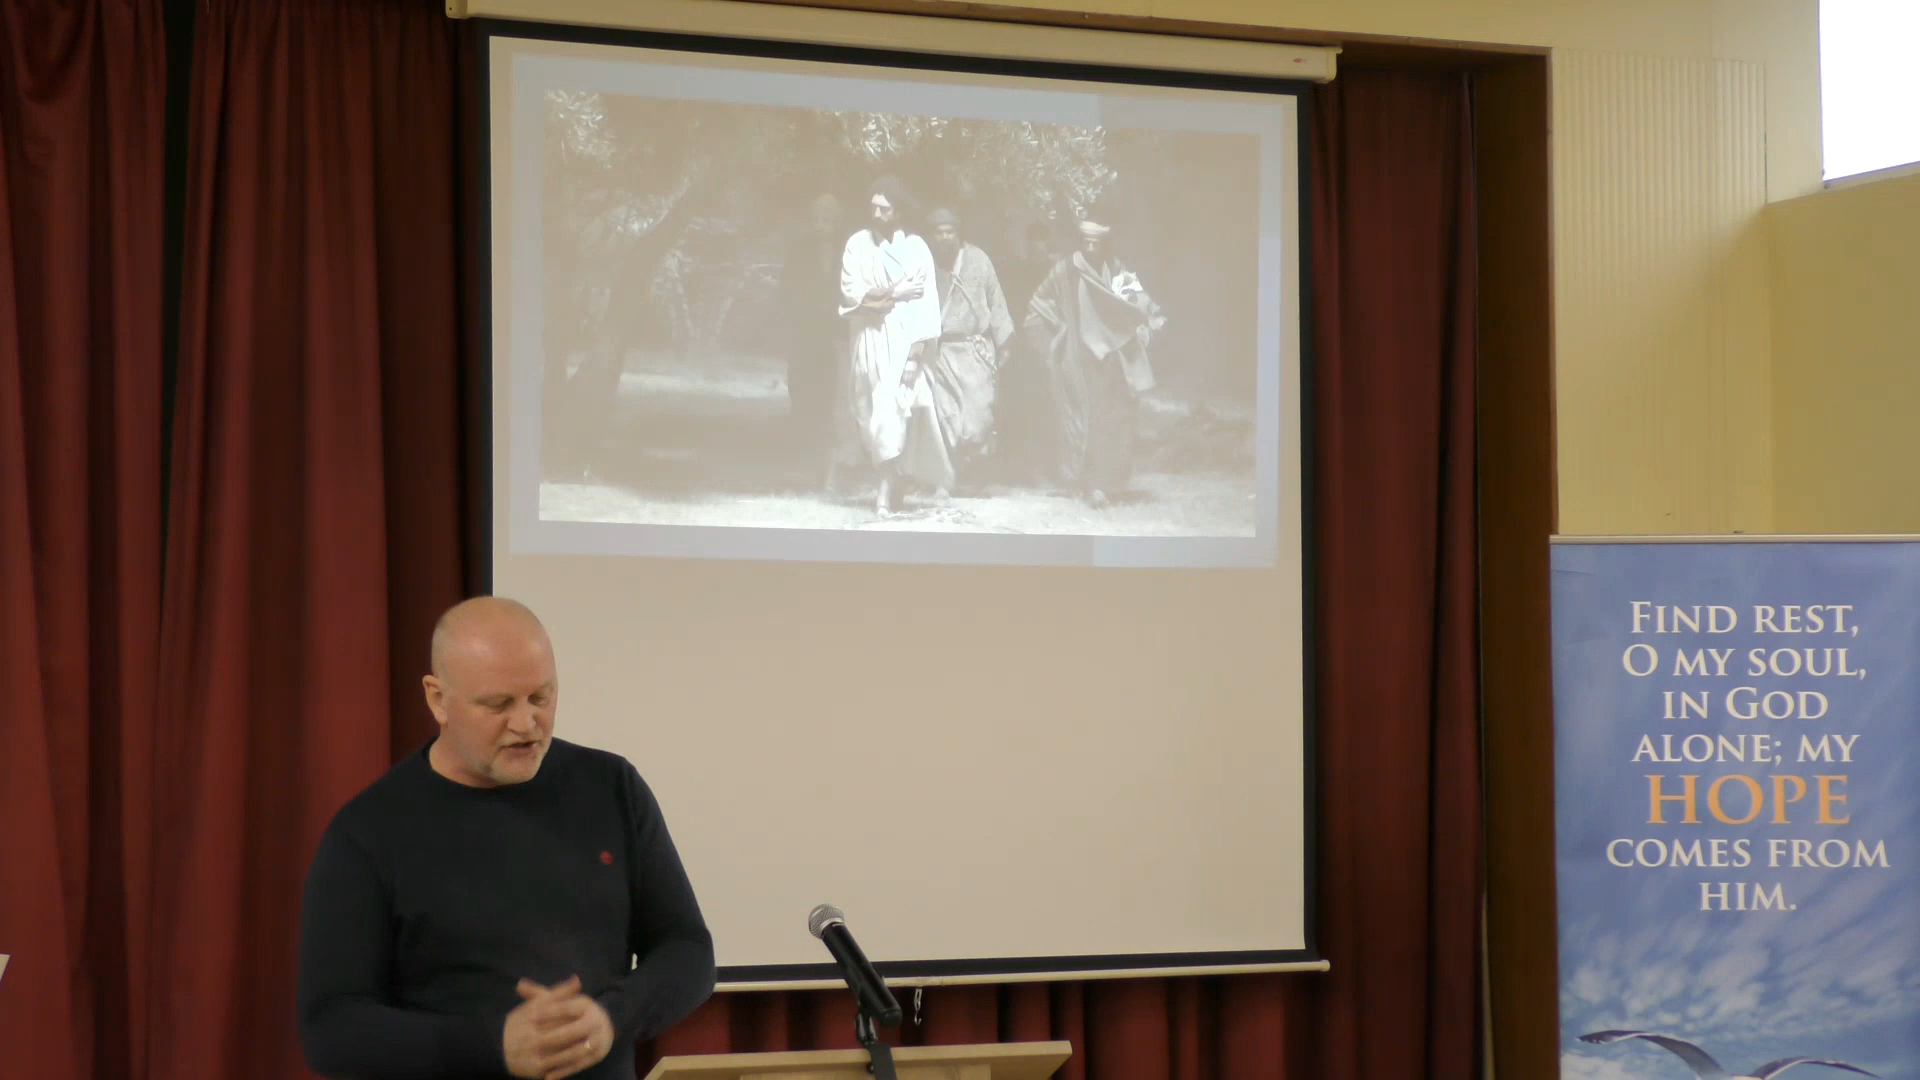 FIND REST,
O MY SOUL,
IN GOD
ALONE; MY
HOPE
COMES FROM
HIM.